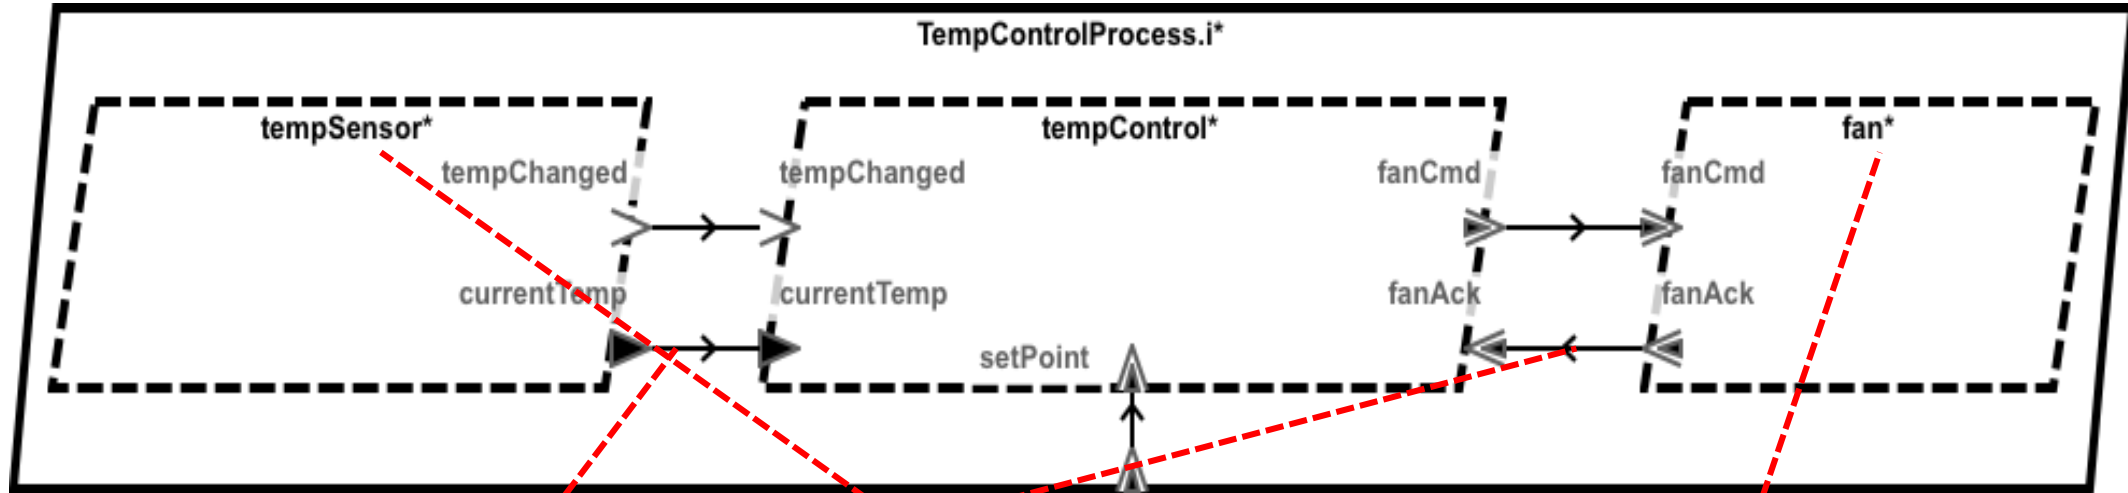 TempControlProcess.i*
tempSensor*
tempControl*
fan*
tempChanged
tempChanged
fanCmd
fanCmd
currentTemp
currentTemp
fanAck
fanAck
setPoint